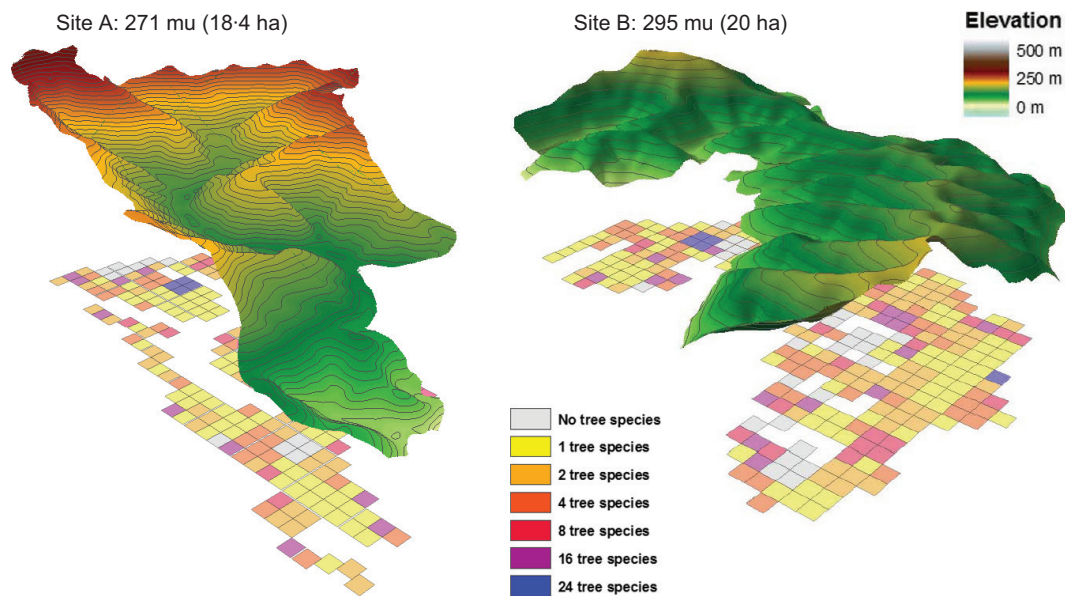 Site A: 271 mu (18·4 ha)
Site B: 295 mu (20 ha)
Elevation
500 m
250 m
0 m
No tree species
1 tree species
2 tree species
4 tree species
8 tree species
16 tree species
24 tree species